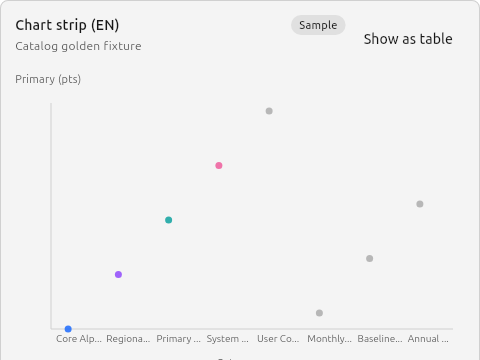 Chart strip (EN)
Sample
Catalog golden fixture
Show as table
Primary (pts)
Core Alp... Regiona... Primary ... System ... User Co... Monthly... Baseline... Annual ...